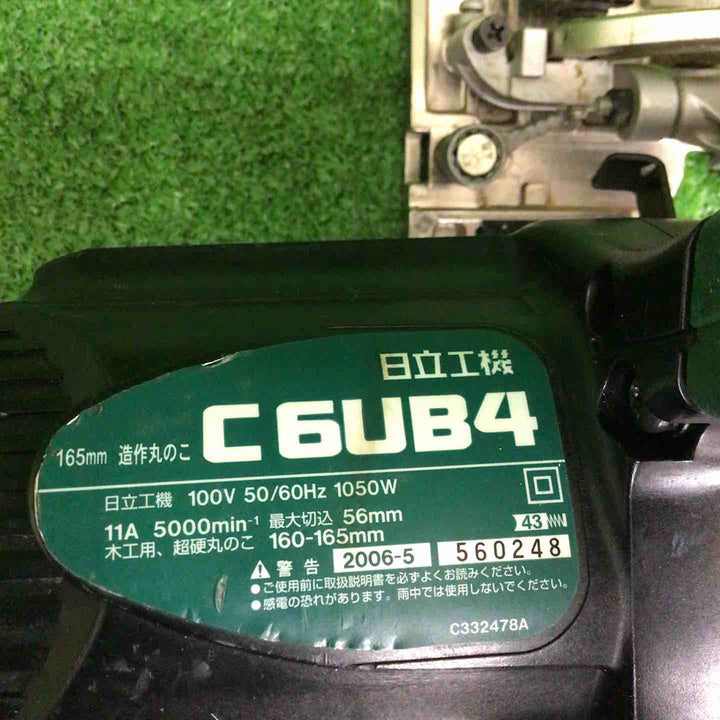 日立工機
165mm 造作丸のこ C6UB4
日立工機 100V 50/60Hz 1050W
11A 5000min⁻¹ 最大切込 56mm
43
木工用、超硬丸のこ 160-165mm
警告 2006-5 560248
●ご使用前に取扱説明書を必ずよくお読みください。
●感電の恐れがあります。雨中では使用しないでください。
C332478A